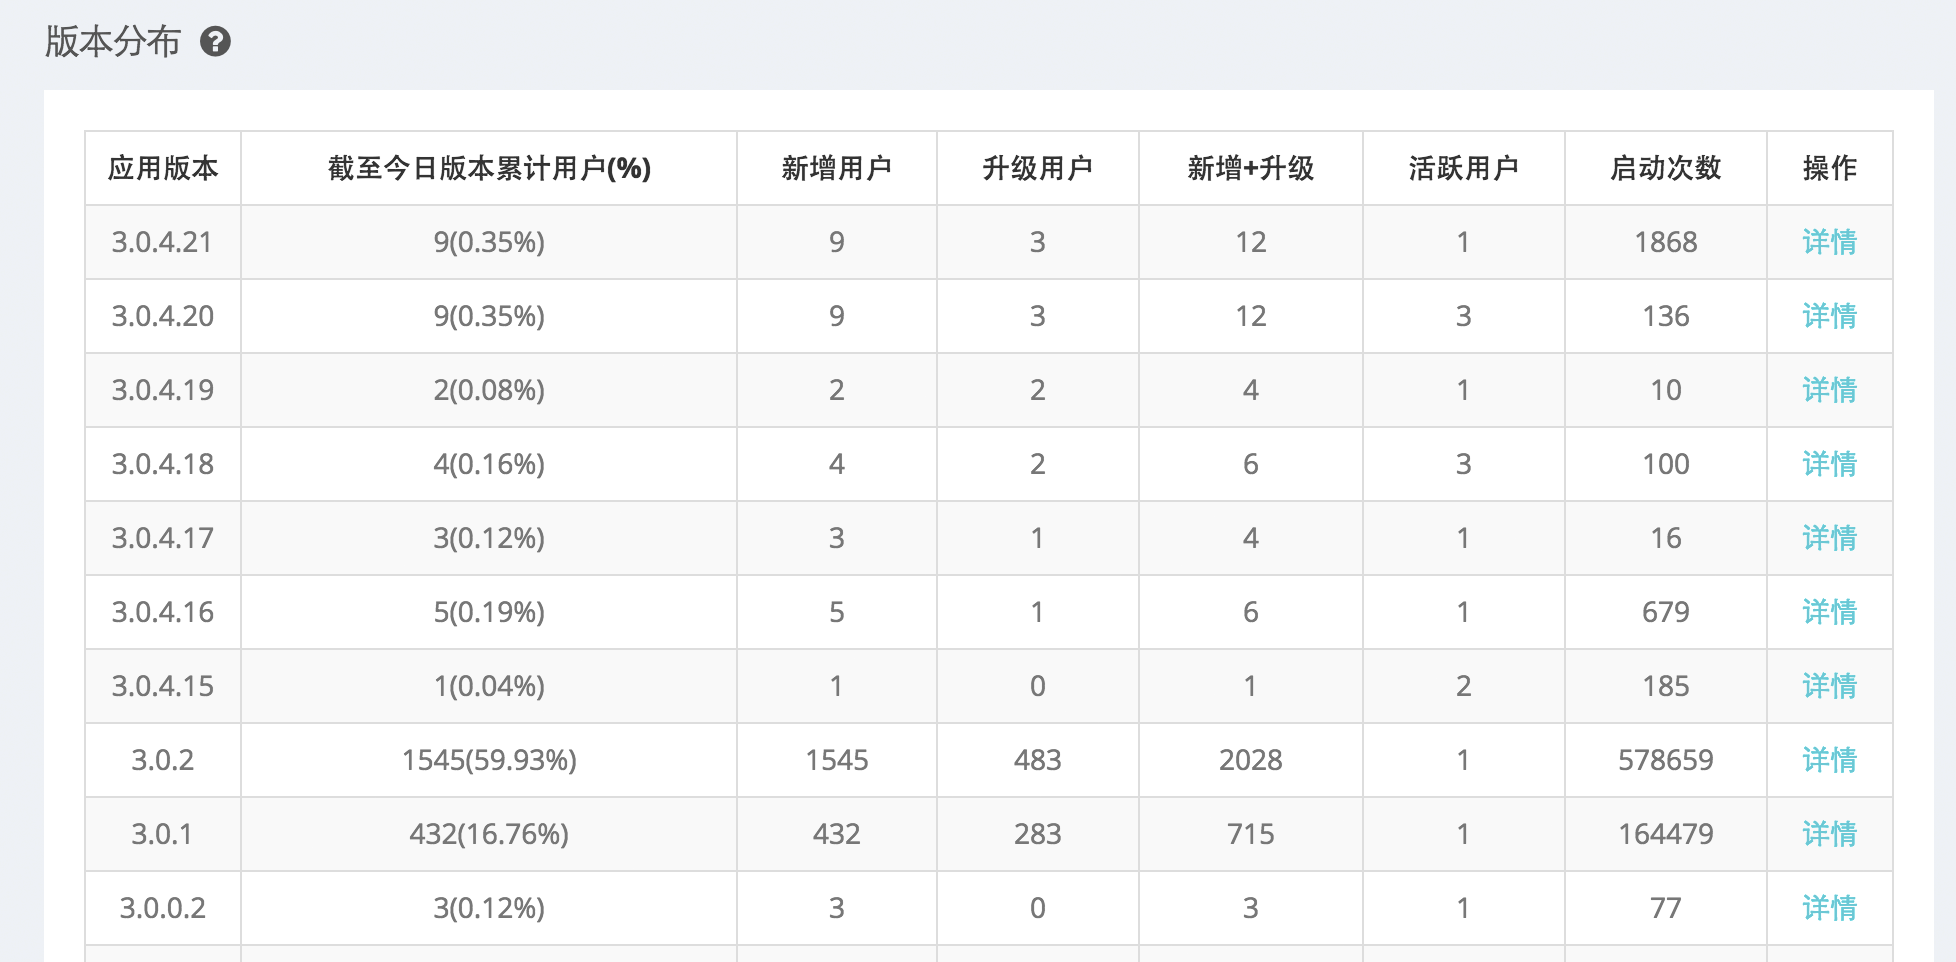 版本分布 ?
应用版本 截至今日版本累计用户(%) 新增用户 升级用户 新增+升级 活跃用户 启动次数 操作
3.0.4.21 9(0.35%) 9 3 12 1 1868 详情
3.0.4.20 9(0.35%) 9 3 12 3 136 详情
3.0.4.19 2(0.08%) 2 2 4 1 10 详情
3.0.4.18 4(0.16%) 4 2 6 3 100 详情
3.0.4.17 3(0.12%) 3 1 4 1 16 详情
3.0.4.16 5(0.19%) 5 1 6 1 679 详情
3.0.4.15 1(0.04%) 1 0 1 2 185 详情
3.0.2 1545(59.93%) 1545 483 2028 1 578659 详情
3.0.1 432(16.76%) 432 283 715 1 164479 详情
3.0.0.2 3(0.12%) 3 0 3 1 77 详情